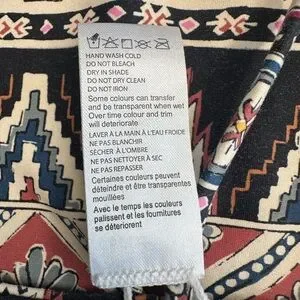 HAND WASH COLD
DO NOT BLEACH
DRY IN SHADE
DO NOT DRY CLEAN
DO NOT IRON
Some colours can transfer
and be transparent when wet
Over time colour and trim
will deteriorate
LAVER À LA MAIN À L'EAU FROIDE
NE PAS BLANCHIR
SÉCHER À L'OMBRE
NE PAS NETTOYER À SEC
NE PAS REPASSER
Certaines couleurs peuvent
déteindre et être transparentes
mouillées
Avec le temps les couleurs
palissent et les fournitures
se déteriorent